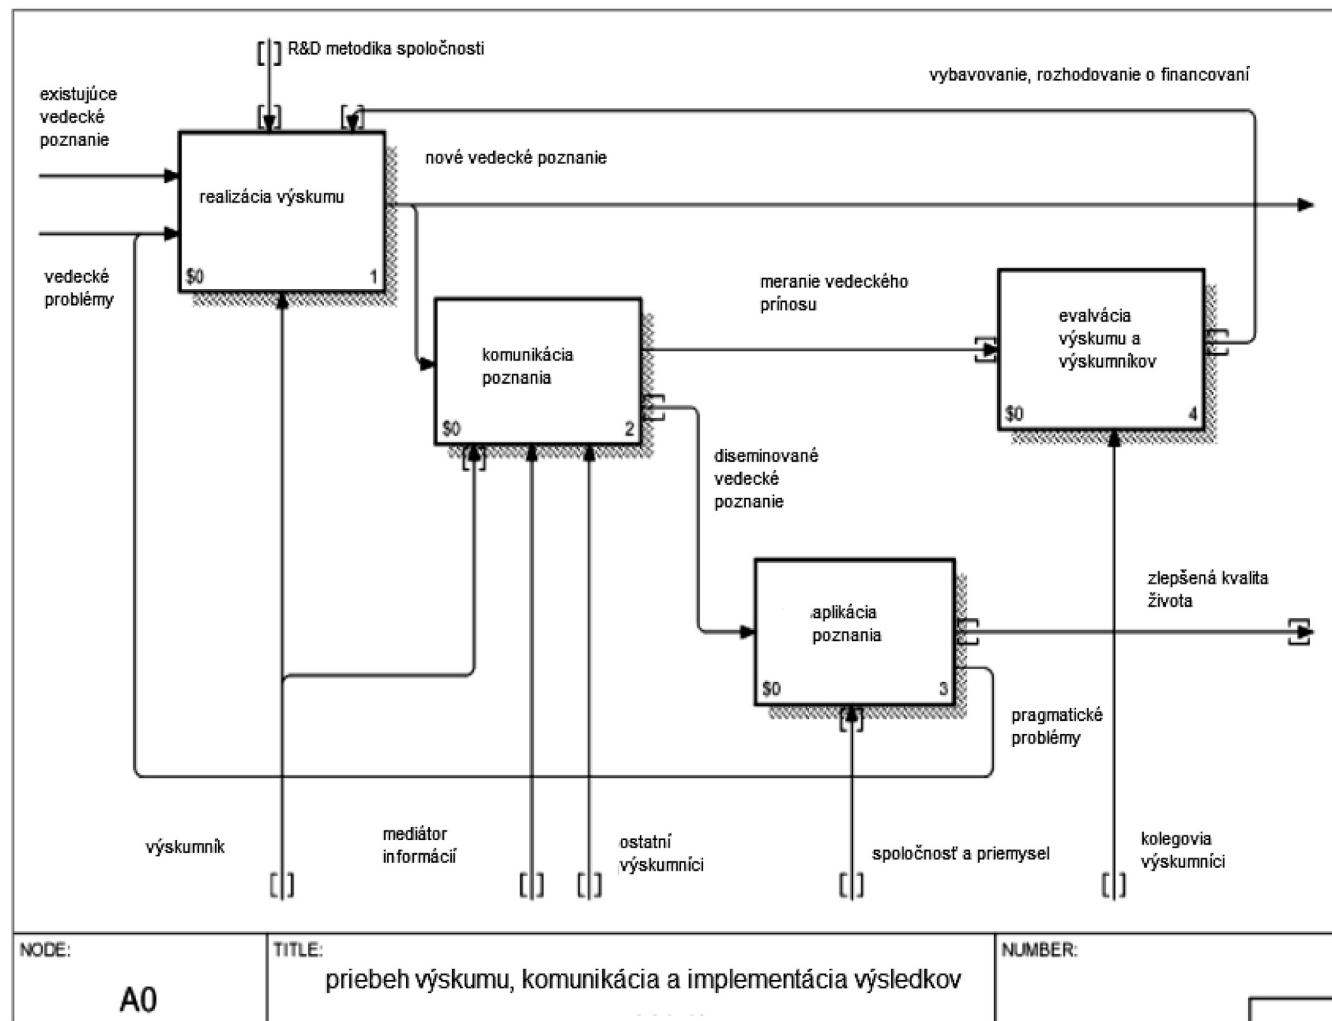 R&D metodika spoločnosti
vybavovanie, rozhodovanie o financovaní
existujúce
vedecké
poznanie
nové vedecké poznanie
realizácia výskumu
$0
1
vedecké
problémy
meranie vedeckého
prínosu
evalvácia
výskumu a
výskumníkov
$0
4
komunikácia
poznania
$0
2
diseminované
vedecké
poznanie
zlepšená kvalita
života
aplikácia
poznania
$0
3
pragmatické
problémy
výskumník
mediátor
informácií
ostatní
výskumníci
spoločnosť a priemysel
kolegovia
výskumníci
NODE:
A0
TITLE:
priebeh výskumu, komunikácia a implementácia výsledkov
NUMBER: